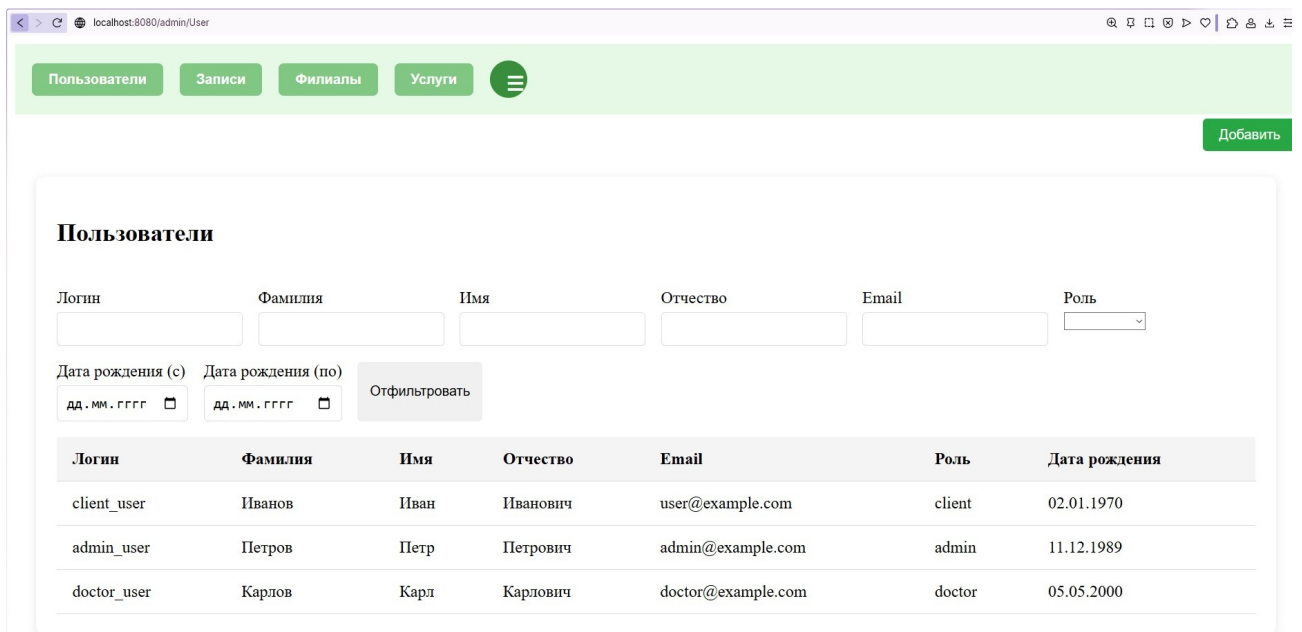 localhost:8080/admin/User
Пользователи Записи Филиалы Услуги
Добавить
Пользователи
Логин Фамилия Имя Отчество Email Роль
Дата рождения (с) Дата рождения (по)
дд.мм.гггг дд.мм.гггг Отфильтровать
Логин Фамилия Имя Отчество Email Роль Дата рождения
client_user Иванов Иван Иванович user@example.com client 02.01.1970
admin_user Петров Петр Петрович admin@example.com admin 11.12.1989
doctor_user Карлов Карл Карлович doctor@example.com doctor 05.05.2000